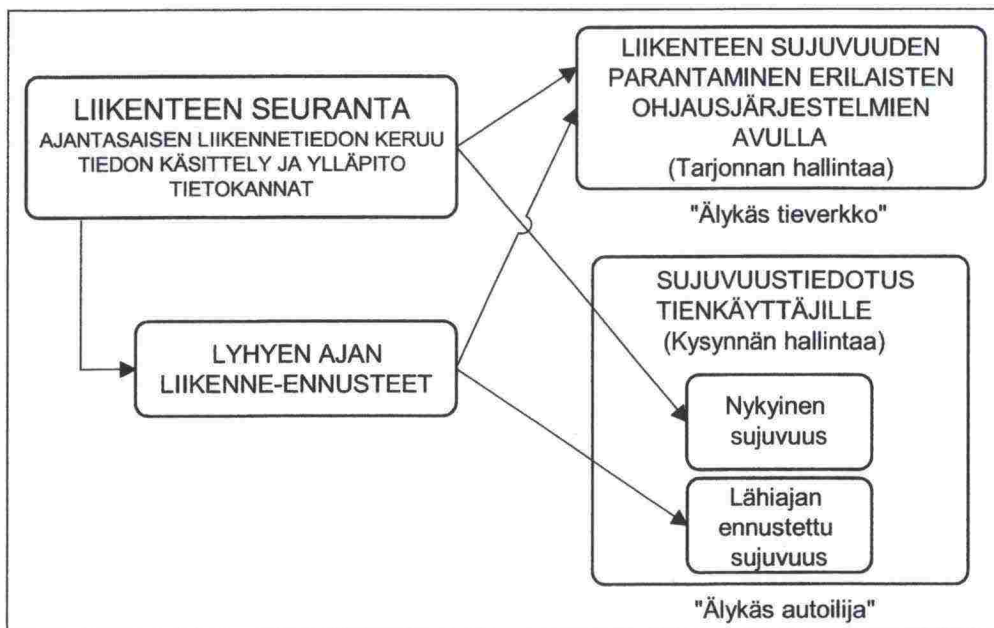 LIIKENTEEN SEURANTA
AJANTASAISEN LIIKENNETIEDON KERUU
TIEDON KÄSITTELY JA YLLÄPITO
TIETOKANNAT
LYHYEN AJAN
LIIKENNE-ENNUSTEET
LIIKENTEEN SUJUVUUDEN
PARANTAMINEN ERILAISTEN
OHJAUSJÄRJESTELMIEN
AVULLA
(Tarjonnan hallintaa)
"Älykäs tieverkko"
SUJUVUUSTIEDOTUS
TIENKÄYTTÄJILLE
(Kysynnän hallintaa)
Nykyinen
sujuvuus
Lähiajan
ennustettu
sujuvuus
"Älykäs autoilija"